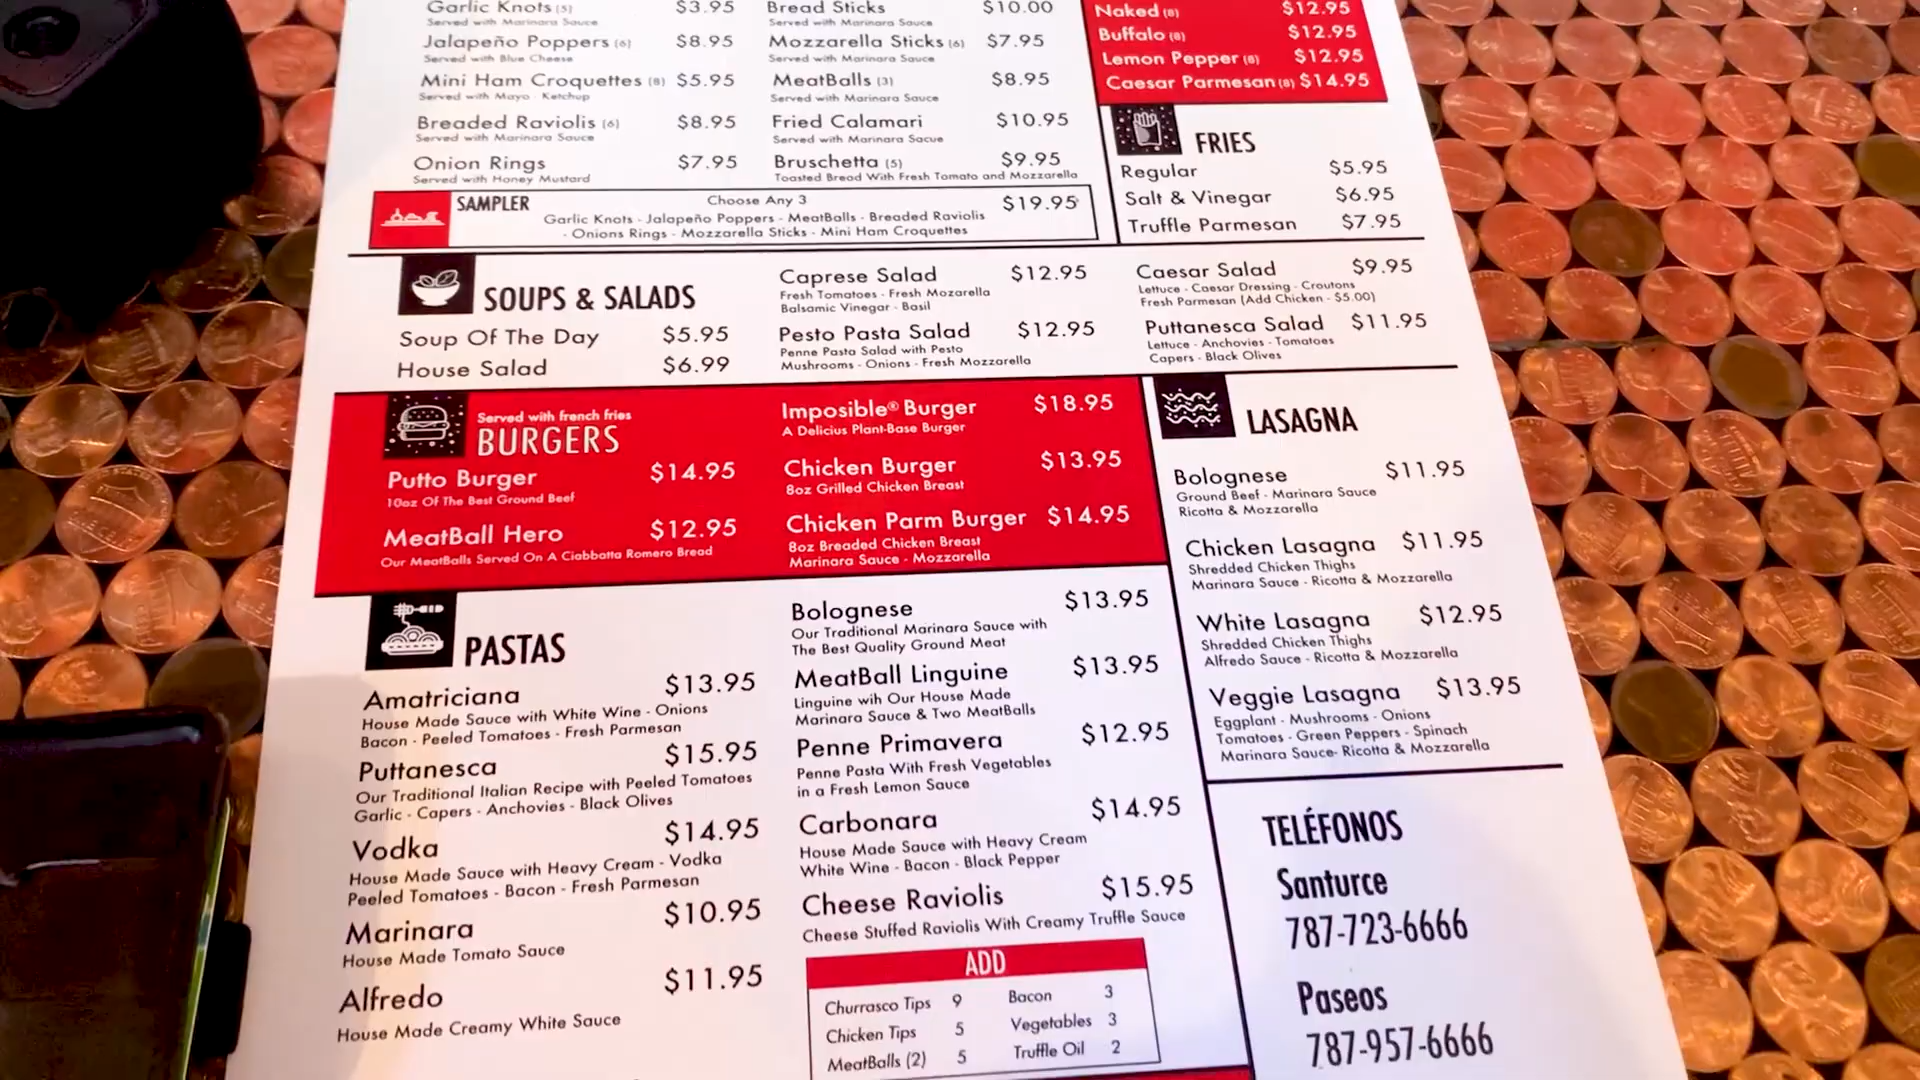 Garlic Knots (5) $3.95
Served with Marinara Sauce
Jalapeño Poppers (6) $8.95
Served with Blue Cheese
Mini Ham Croquettes (8) $5.95
Served with Mayo - Ketchup
Breaded Raviolis (6) $8.95
Served with Marinara Sauce
Onion Rings $7.95
Served with Honey Mustard
Bread Sticks $10.00
Served with Marinara Sauce
Mozzarella Sticks (6) $7.95
Served with Marinara Sauce
MeatBalls (3) $8.95
Served with Marinara Sauce
Fried Calamari $10.95
Served with Marinara Sacue
Bruschetta (5) $9.95
Toasted Bread With Fresh Tomato and Mozzarella
Naked (8) $12.95
Buffalo (8) $12.95
Lemon Pepper (8) $12.95
Caesar Parmesan (8) $14.95
FRIES
Regular $5.95
Salt & Vinegar $6.95
Truffle Parmesan $7.95
SAMPLER Choose Any 3 $19.95
Garlic Knots - Jalapeño Poppers - MeatBalls - Breaded Raviolis
- Onions Rings - Mozzarella Sticks - Mini Ham Croquettes
SOUPS & SALADS
Soup Of The Day $5.95
House Salad $6.99
Caprese Salad $12.95
Fresh Tomatoes - Fresh Mozarella
Balsamic Vinegar - Basil
Pesto Pasta Salad $12.95
Penne Pasta Salad with Pesto
Mushrooms - Onions - Fresh Mozzarella
Caesar Salad $9.95
Lettuce - Caesar Dressing - Croutons
Fresh Parmesan (Add Chicken - $5.00)
Puttanesca Salad $11.95
Lettuce - Anchovies - Tomatoes
Capers - Black Olives
Served with french fries
BURGERS
Putto Burger $14.95
10oz Of The Best Ground Beef
MeatBall Hero $12.95
Our MeatBalls Served On A Ciabbatta Romero Bread
Imposible® Burger $18.95
A Delicius Plant-Base Burger
Chicken Burger $13.95
8oz Grilled Chicken Breast
Chicken Parm Burger $14.95
8oz Breaded Chicken Breast
Marinara Sauce - Mozzarella
LASAGNA
Bolognese $11.95
Ground Beef - Marinara Sauce
Ricotta & Mozzarella
Chicken Lasagna $11.95
Shredded Chicken Thighs
Marinara Sauce - Ricotta & Mozzarella
White Lasagna $12.95
Shredded Chicken Thighs
Alfredo Sauce - Ricotta & Mozzarella
Veggie Lasagna $13.95
Eggplant - Mushrooms - Onions
Tomatoes - Green Peppers - Spinach
Marinara Sauce- Ricotta & Mozzarella
PASTAS
Amatriciana $13.95
House Made Sauce with White Wine - Onions
Bacon - Peeled Tomatoes - Fresh Parmesan
Puttanesca $15.95
Our Traditional Italian Recipe with Peeled Tomatoes
Garlic - Capers - Anchovies - Black Olives
Vodka $14.95
House Made Sauce with Heavy Cream - Vodka
Peeled Tomatoes - Bacon - Fresh Parmesan
Marinara $10.95
House Made Tomato Sauce
Alfredo $11.95
House Made Creamy White Sauce
Bolognese $13.95
Our Traditional Marinara Sauce with
The Best Quality Ground Meat
MeatBall Linguine $13.95
Linguine wih Our House Made
Marinara Sauce & Two MeatBalls
Penne Primavera $12.95
Penne Pasta With Fresh Vegetables
in a Fresh Lemon Sauce
Carbonara $14.95
House Made Sauce with Heavy Cream
White Wine - Bacon - Black Pepper
Cheese Raviolis $15.95
Cheese Stuffed Raviolis With Creamy Truffle Sauce
ADD
Churrasco Tips 9 Bacon 3
Chicken Tips 5 Vegetables 3
MeatBalls (2) 5 Truffle Oil 2
TELÉFONOS
Santurce
787-723-6666
Paseos
787-957-6666